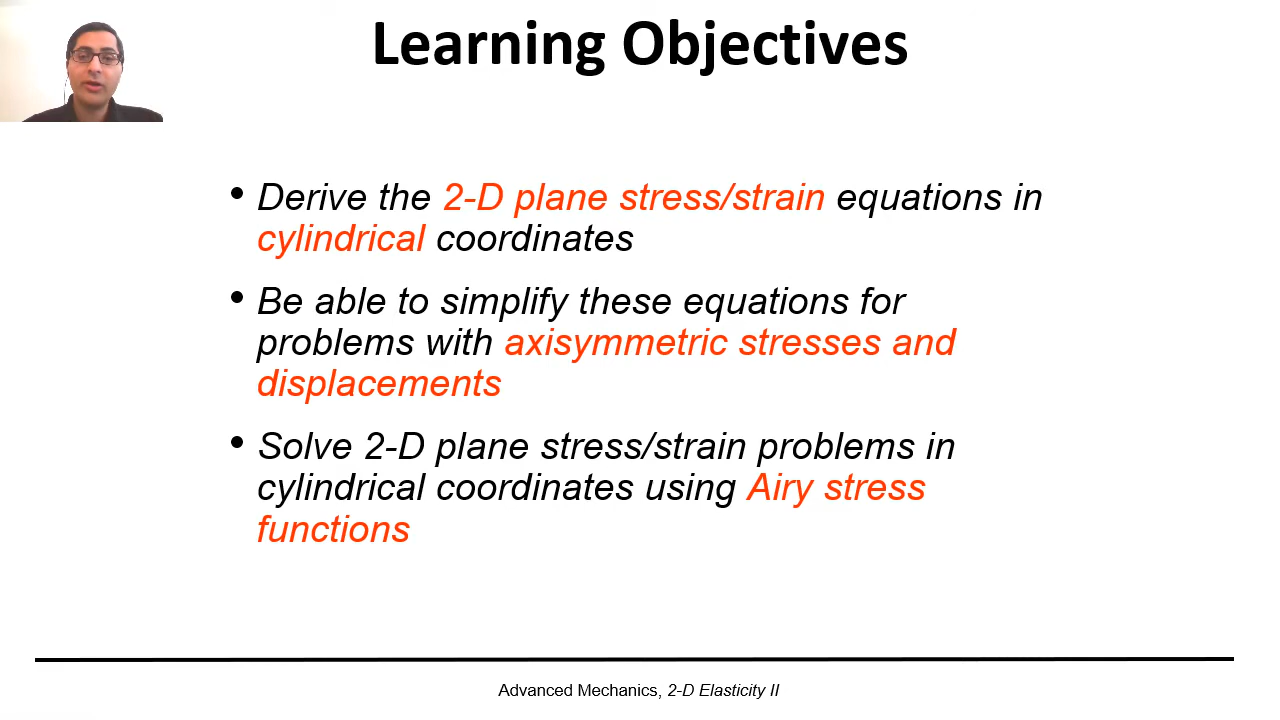 Learning Objectives
• Derive the 2-D plane stress/strain equations in
cylindrical coordinates
• Be able to simplify these equations for
problems with axisymmetric stresses and
displacements
• Solve 2-D plane stress/strain problems in
cylindrical coordinates using Airy stress
functions
Advanced Mechanics, 2-D Elasticity II